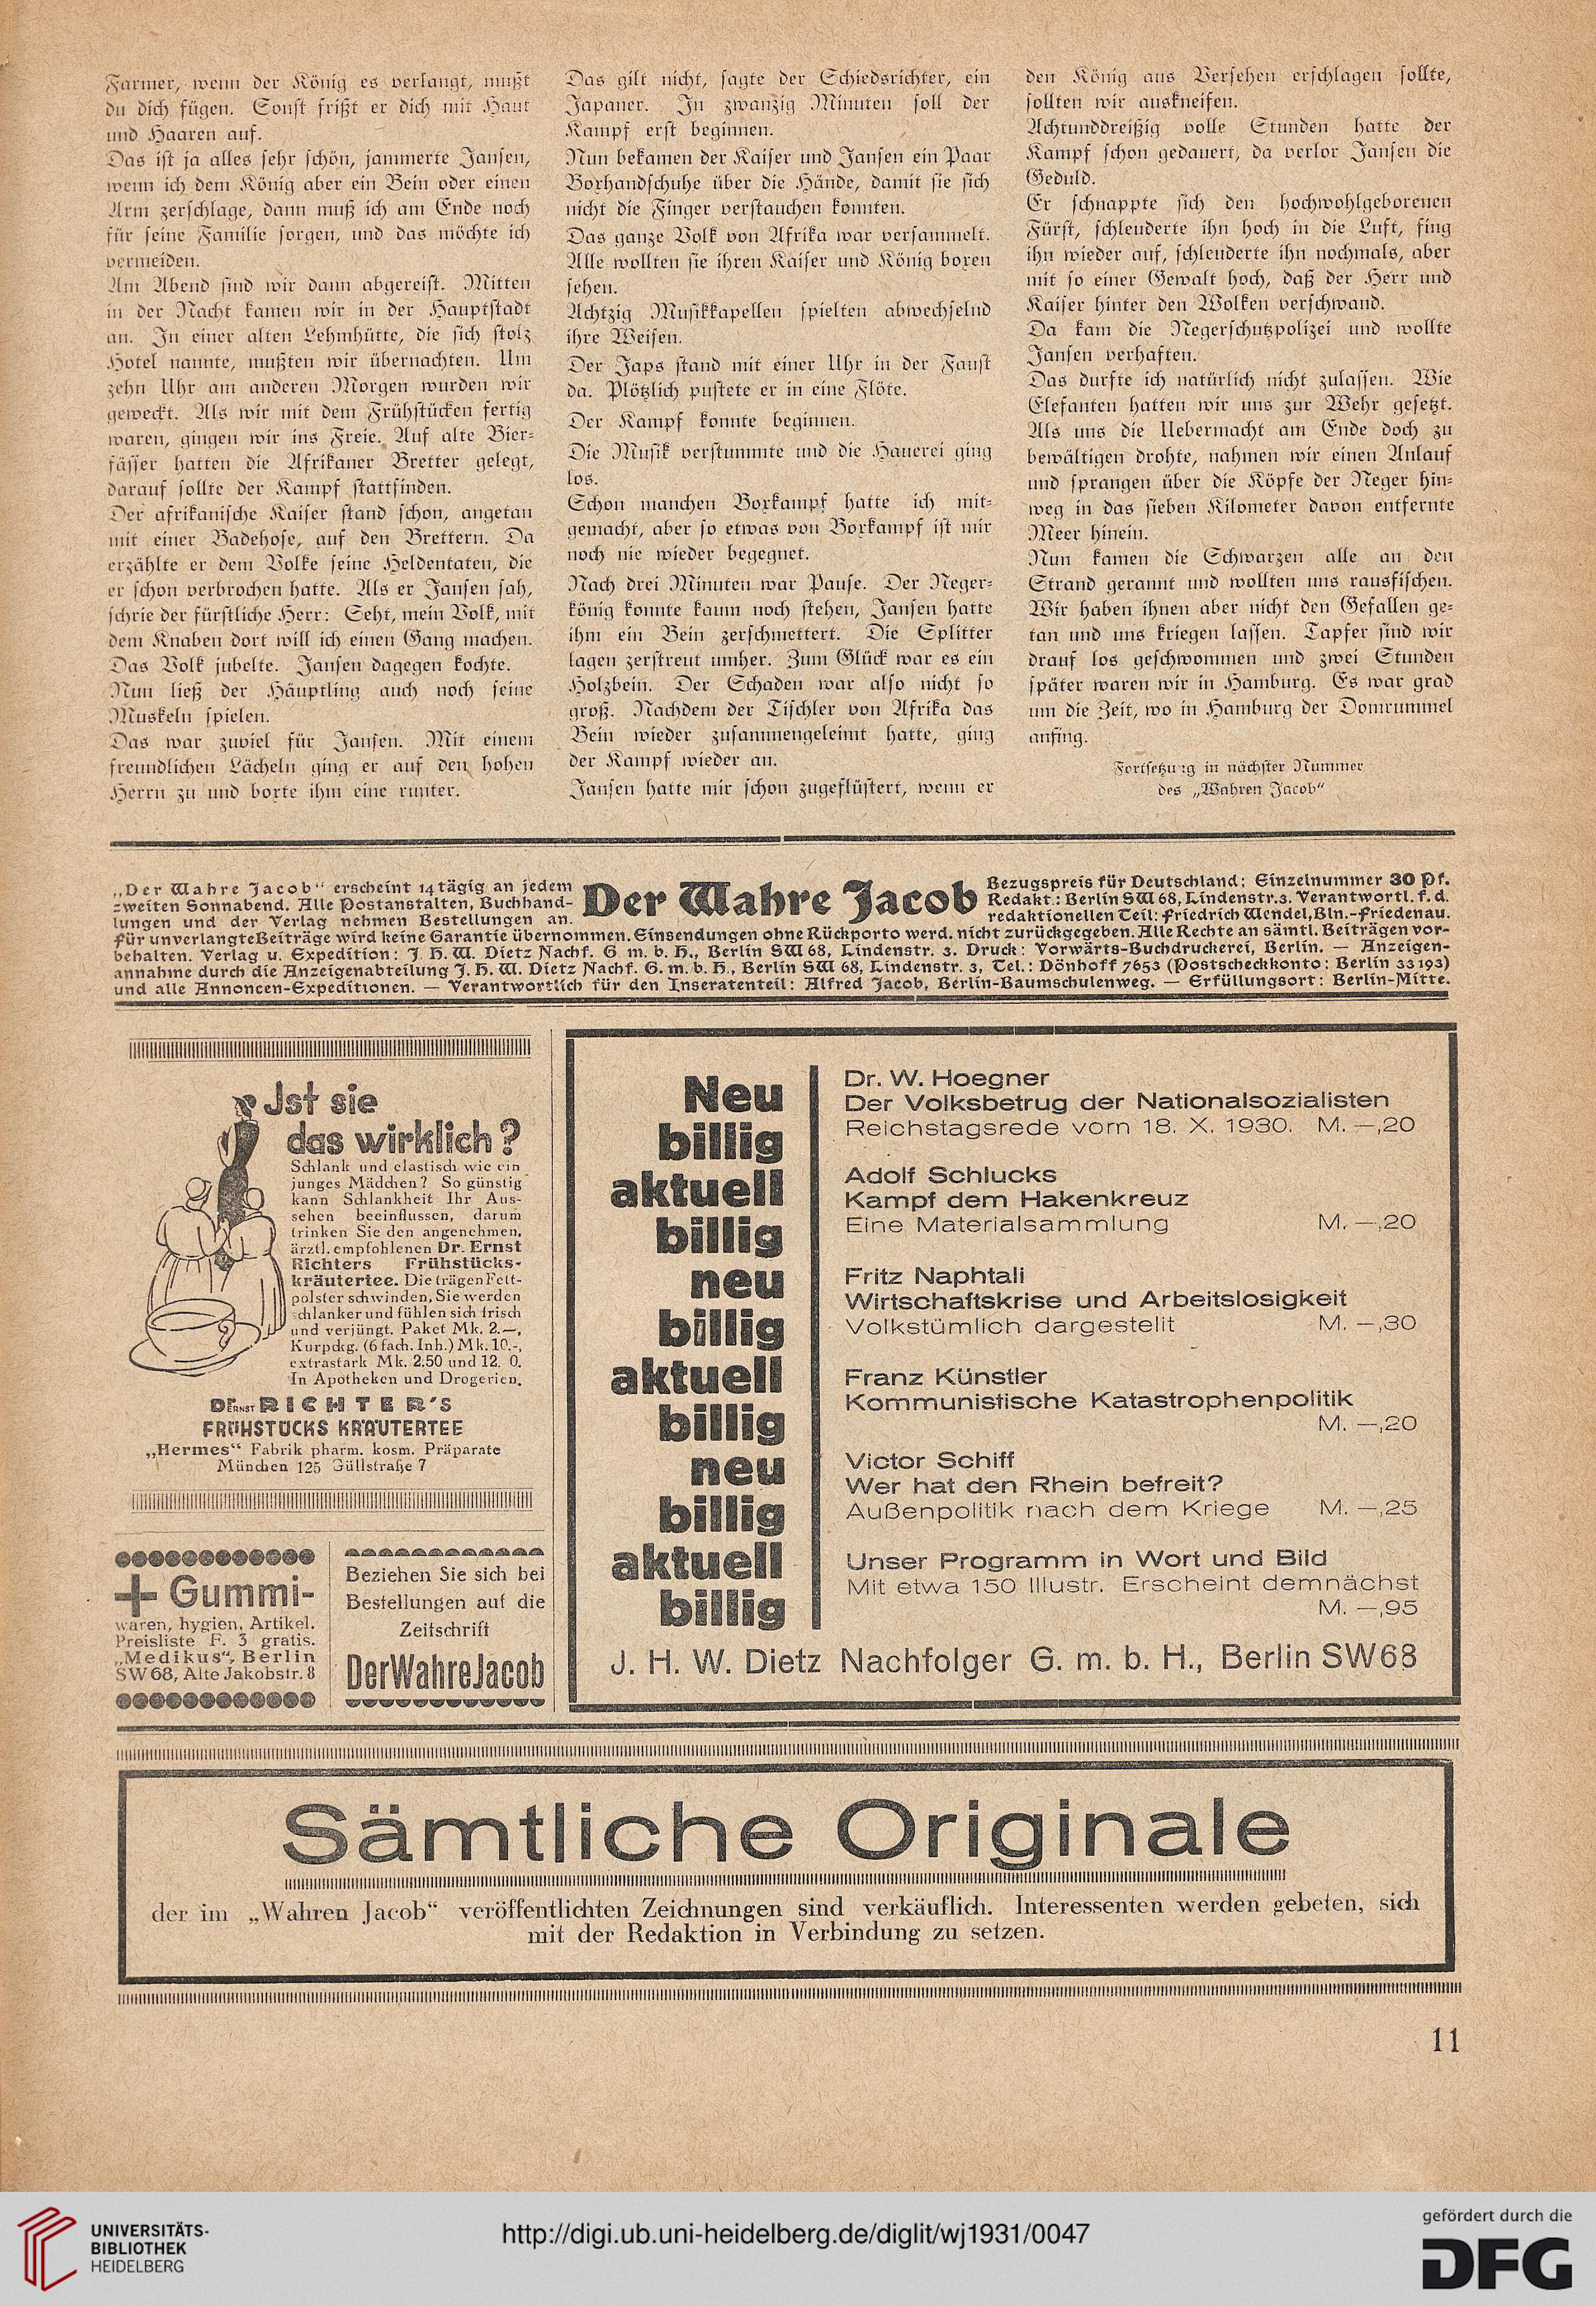 Farmer, wenn der König es verlangt, mußt
du dich fügen. Sonst frißt er dich mit Haut
und Haaren auf.
Das ist ja alles sehr schön, jammerte Jansen,
wenn ich dem König aber ein Bein oder einen
Arm zerschlage, dann muß ich am Ende noch
für seine Familie sorgen, und das möchte ich
vermeiden.
Am Abend sind wir dann abgereist. Mitten
in der Nacht kamen wir in der Hauptstadt
an. In einer alten Lehmhütte, die sich stolz
Hotel nannte, mußten wir übernachten. Um
zehn Uhr am anderen Morgen wurden wir
geweckt. Als wir mit dem Frühstücken fertig
waren, gingen wir ins Freie. Auf alte Bier-
fässer hatten die Afrikaner Bretter gelegt,
darauf sollte der Kampf stattfinden.
Der afrikanische Kaiser stand schon, angetan
mit einer Badehose, auf den Brettern. Da
erzählte er dem Volke seine Heldentaten, die
er schon verbrochen hatte. Als er Jansen sah,
schrie der fürstliche Herr: Seht, mein Volk, mit
dem Knaben dort will ich einen Gang machen.
Das Volk jubelte. Jansen dagegen kochte.
Nun ließ der Häuptling auch noch seine
Muskeln spielen.
Das war zuviel für Jansen. Mit einem
freundlichen Lächeln ging er auf den hohen
Herrn zu und boxte ihm eine runter.
Das gilt nicht, sagte der Schiedsrichter, ein
Japaner. In zwanzig Minuten soll der
Kampf erst beginnen.
Nun bekamen der Kaiser und Jansen ein Paar
Boxhandschuhe über die Hände, damit sie sich
nicht die Finger verstauchen konnten.
Das ganze Volk von Afrika war versammelt.
Alle wollten sie ihren Kaiser und König boxen
sehen.
Achtzig Musikkapellen spielten abwechselnd
ihre Weisen.
Der Japs stand mit einer Uhr in der Faust
da. Plötzlich pustete er in eine Flöte.
Der Kampf konnte beginnen.
Die Musik verstummte und die Hauerei ging
los.
Schon manchen Boxkampf hatte ich mit-
gemacht, aber so etwas von Boxkampf ist mir
noch nie wieder begegnet.
Nach drei Minuten war Pause. Der Neger-
könig konnte kaum noch stehen, Jansen hatte
ihm ein Bein zerschmettert. Die Splitter
lagen zerstreut umher. Zum Glück war es ein
Holzbein. Der Schaden war also nicht so
groß. Nachdem der Tischler von Afrika das
Bein wieder zusammengeleimt hatte, ging
der Kampf wieder an.
Jansen hatte mir schon zugeflüstert, wenn er
den König aus Versehen erschlagen sollte,
sollten wir auskneifen.
Achtunddreißig volle Stunden hatte der
Kampf schon gedauert, da verlor Jansen die
Geduld.
Er schnappte sich den hochwohlgeborenen
Fürst, schleuderte ihn hoch in die Luft, fing
ihn wieder auf, schleuderte ihn nochmals, aber
mit so einer Gewalt hoch, daß der Herr und
Kaiser hinter den Wolken verschwand.
Da kam die Negerschutzpolizei und wollte
Jansen verhaften.
Das durfte ich natürlich nicht zulassen. Wie
Elefanten hatten wir uns zur Wehr gesetzt.
Als uns die Uebermacht am Ende doch zu
bewältigen drohte, nahmen wir einen Anlauf
und sprangen über die Köpfe der Neger hin-
weg in das sieben Kilometer davon entfernte
Meer hinein.
Nun kamen die Schwarzen alle an den
Strand gerannt und wollten uns rausfischen.
Wir haben ihnen aber nicht den Gefallen ge-
tan und uns kriegen lassen. Tapfer sind wir
drauf los geschwommen und zwei Stunden
später waren wir in Hamburg. Es war grad
um die Zeit, wo in Hamburg der Domrummel
anfing.
Fortsetzung in nächster Nummer
des „Wahren Jacob“
„Der Wahre Jacob“ erscheint 14tägig an jedem
zweiten Sonnabend. Alle Postanstalten, Buchhand-
lungen und der Verlag nehmen Bestellungen an.
Der Wahre Jacob
Bezugspreis für Deutschland: Einzelnummer 30 Pf.
Redakt.: Berlin SW 68, Lindenstr. 3. Verantwortl. f. d.
redaktionellen Teil: Friedrich Wendel, Bln.-Friedenau.
Für unverlangte Beiträge wird keine Garantie übernommen. Einsendungen ohne Rückporto werd. nicht zurückgegeben. Alle Rechte an sämtl. Beiträgen vor-
behalten. Verlag u. Expedition: J. H. W. Dietz Nachf. G. m. b. H., Berlin SW 68, Lindenstr. 3. Druck: Vorwärts-Buchdruckerei, Berlin. — Anzeigen-
annahme durch die Anzeigenabteilung J. H. W. Dietz Nachf. G. m. b. H., Berlin SW 68, Lindenstr. 3, Tel.: Dönhoff 7653 (Postscheckkonto: Berlin 33193)
und alle Annoncen-Expeditionen. — Verantwortlich für den Inseratenteil: Alfred Jacob, Berlin-Baumschulenweg. — Erfüllungsort: Berlin-Mitte.
Ist sie
das wirklich?
Schlank und elastisch wie ein
junges Mädchen? So günstig
kann Schlankheit Ihr Aus-
sehen beeinflussen, darum
trinken Sie den angenehmen,
ärztl. empfohlenen Dr. Ernst
Richters Frühstücks-
kräutertee. Die trägen Fett-
polster schwinden, Sie werden
schlanker und fühlen sich frisch
und verjüngt. Paket Mk. 2.—,
Kurpckg. (6 fach. Inh.) Mk. 10.-,
extrastark Mk. 2.50 und 12. 0.
In Apotheken und Drogerien.
DR. ERNST RICHTER'S
FRÜHSTÜCKS KRÄUTERTEE
„Hermes“ Fabrik pharm. kosm. Präparate
München 125 Güllstraße 7
Gummi-
waren, hygien. Artikel.
Preisliste F. 3 gratis.
„Medikus“, Berlin
SW 68, Alte Jakobstr. 8
Beziehen Sie sich bei
Bestellungen auf die
Zeitschrift
Der Wahre Jacob
Neu
billig
aktuell
billig
neu
billig
aktuell
billig
neu
billig
aktuell
billig
Dr. W. Hoegner
Der Volksbetrug der Nationalsozialisten
Reichstagsrede vom 18. X. 1930. M. —,20
Adolf Schlucks
Kampf dem Hakenkreuz
Eine Materialsammlung M. —,20
Fritz Naphtali
Wirtschaftskrise und Arbeitslosigkeit
Volkstümlich dargestellt M. —,30
Franz Künstler
Kommunistische Katastrophenpolitik
M. —,20
Victor Schiff
Wer hat den Rhein befreit?
Außenpolitik nach dem Kriege M. —,25
Unser Programm in Wort und Bild
Mit etwa 150 Illustr. Erscheint demnächst
M. —,95
J. H. W. Dietz Nachfolger G. m. b. H., Berlin SW68
Sämtliche Originale
der im „Wahren Jacob“ veröffentlichten Zeichnungen sind verkäuflich. Interessenten werden gebeten, sich
mit der Redaktion in Verbindung zu setzen.
11
UNIVERSITÄTS-
BIBLIOTHEK
HEIDELBERG
http://digi.ub.uni-heidelberg.de/diglit/wj1931/0047
gefördert durch die
DFG